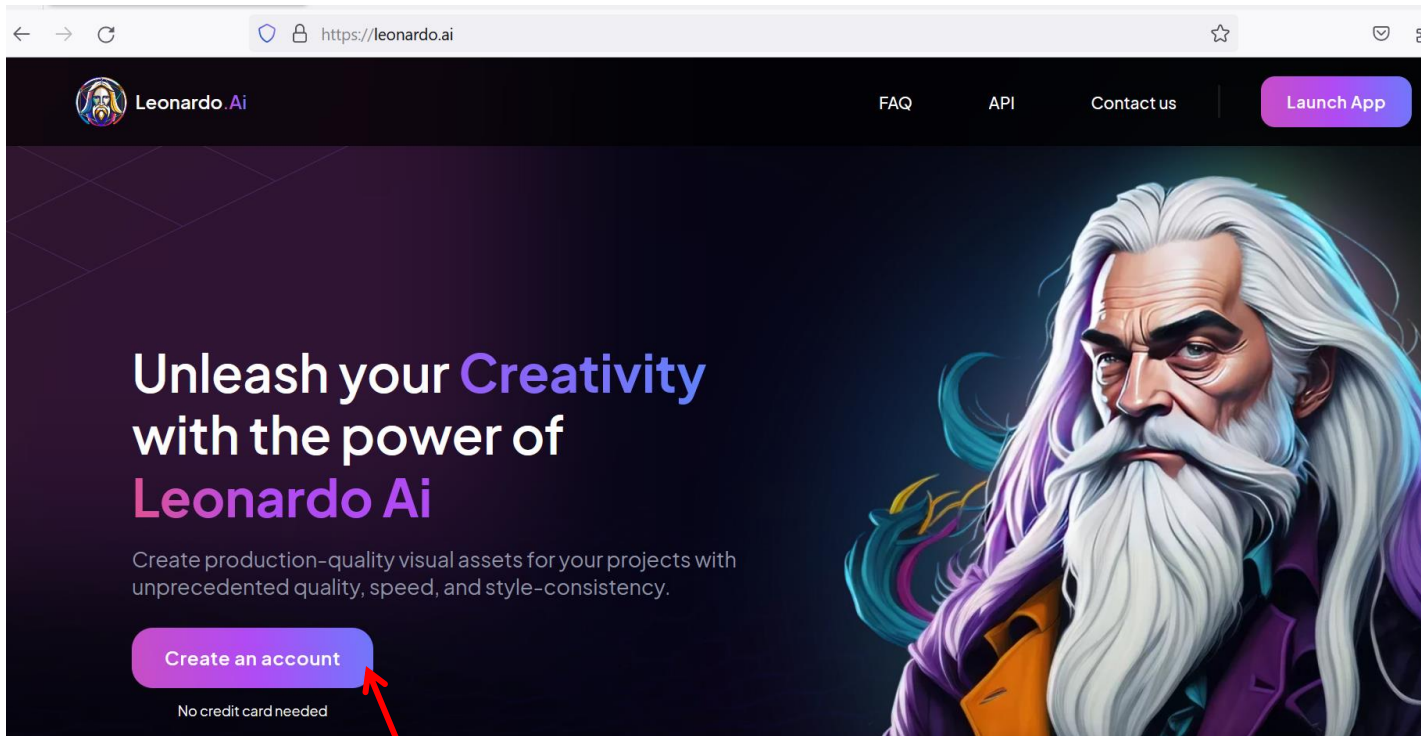 https://leonardo.ai
Leonardo.Ai
FAQ
API
Contact us
Launch App
Unleash your Creativity
with the power of
Leonardo Ai
Create production-quality visual assets for your projects with
unprecedented quality, speed, and style-consistency.
Create an account
No credit card needed